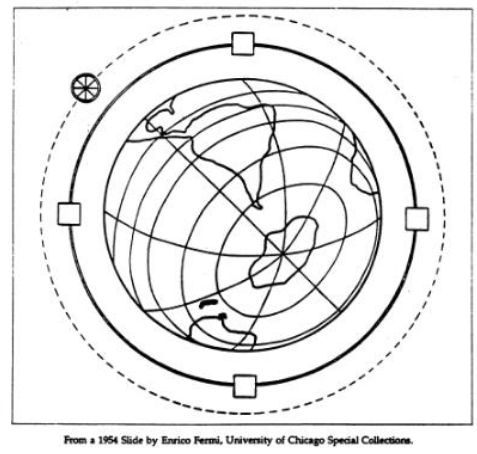 From a 1954 Slide by Enrico Fermi, University of Chicago Special Collections.